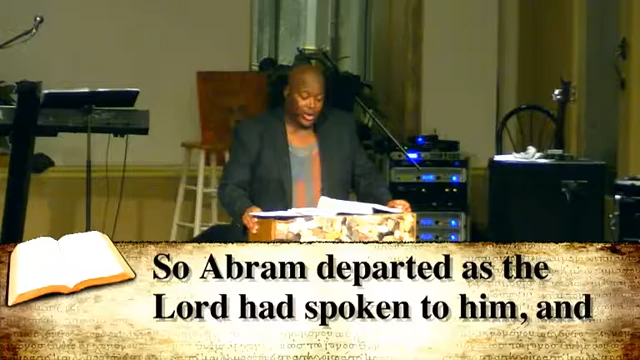 So Abram departed as the
Lord had spoken to him, and